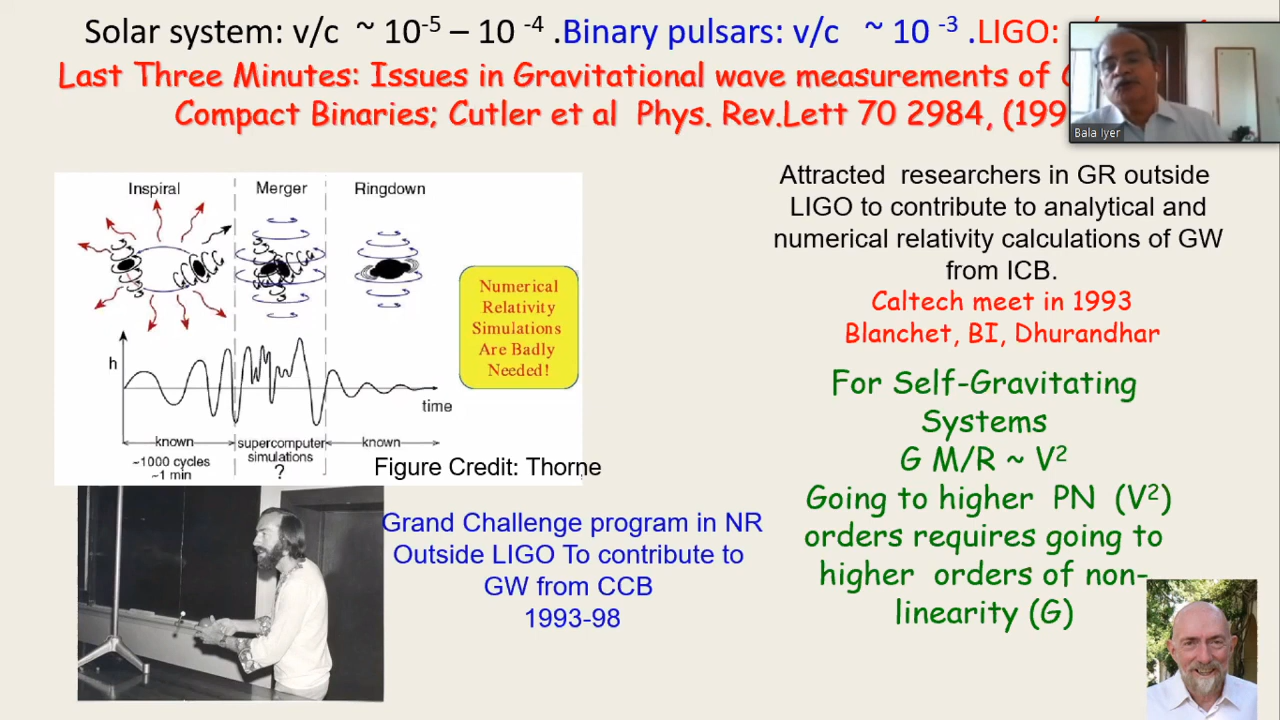 Solar system: v/c ~ 10⁻⁵ – 10 ⁻⁴ .Binary pulsars: v/c ~ 10 ⁻³ .LIGO:
Last Three Minutes: Issues in Gravitational wave measurements of
Compact Binaries; Cutler et al Phys. Rev.Lett 70 2984, (199
Bala Iyer
Inspiral Merger Ringdown
h
time
known supercomputer known
simulations
~1000 cycles
~1 min ?
Numerical
Relativity
Simulations
Are Badly
Needed!
Figure Credit: Thorne
Attracted researchers in GR outside
LIGO to contribute to analytical and
numerical relativity calculations of GW
from ICB.
Caltech meet in 1993
Blanchet, BI, Dhurandhar
For Self-Gravitating
Systems
G M/R ~ V²
Going to higher PN (V²)
orders requires going to
higher orders of non-
linearity (G)
Grand Challenge program in NR
Outside LIGO To contribute to
GW from CCB
1993-98